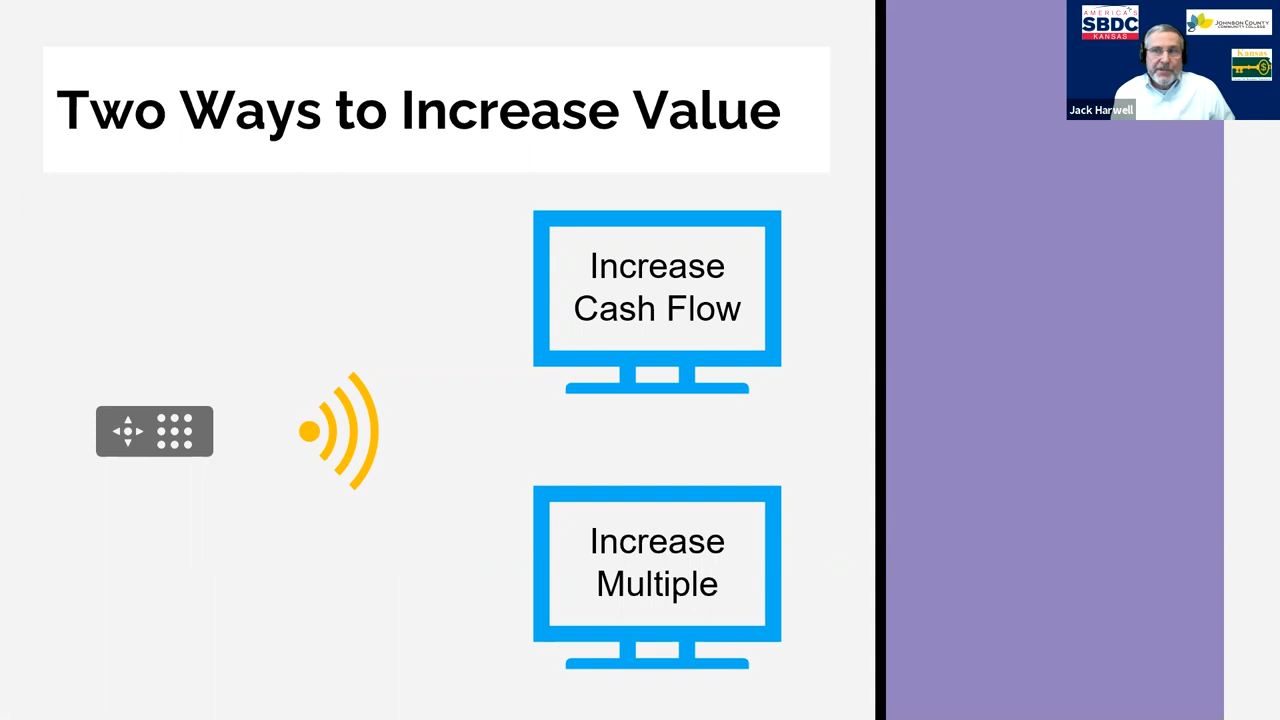 Two Ways to Increase Value
Increase
Cash Flow
Increase
Multiple
AMERICA'S
SBDC
KANSAS
JOHNSON COUNTY
COMMUNITY COLLEGE
Kansas
$
Jack Harwell